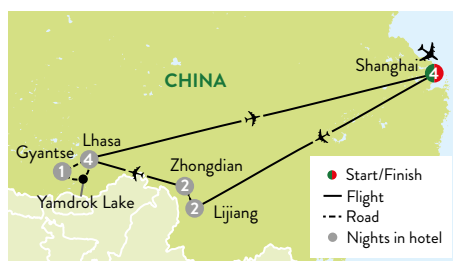 Shanghai
4
CHINA
Lhasa
Gyantse
4
1
Zhongdian
2
Yamdrok Lake
2
Lijiang
Start/Finish
Flight
Road
Nights in hotel